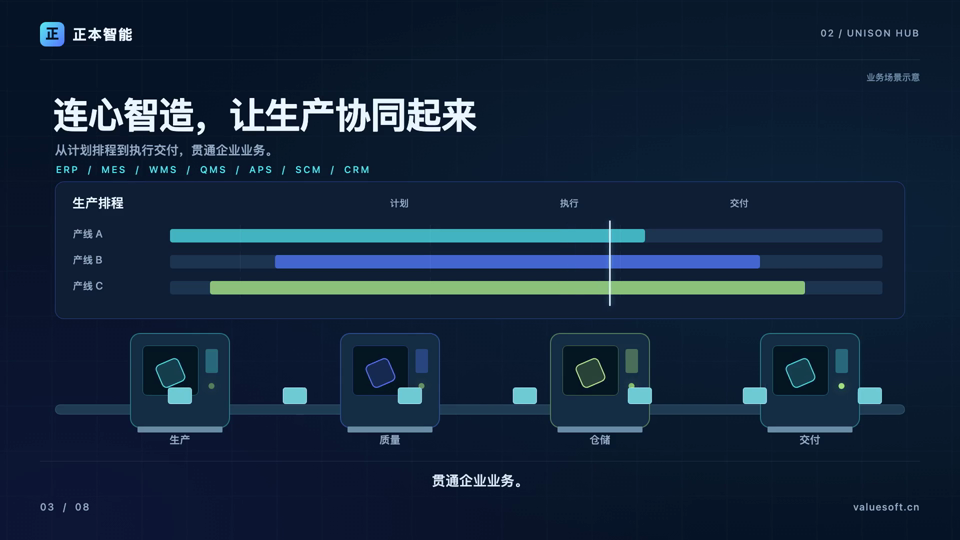 正 正本智能
02 / UNISON HUB
业务场景示意
连心智造，让生产协同起来
从计划排程到执行交付，贯通企业业务。
ERP / MES / WMS / QMS / APS / SCM / CRM
生产排程 计划 执行 交付
产线 A
产线 B
产线 C
生产 质量 仓储 交付
贯通企业业务。
03 / 08
valuesoft.cn